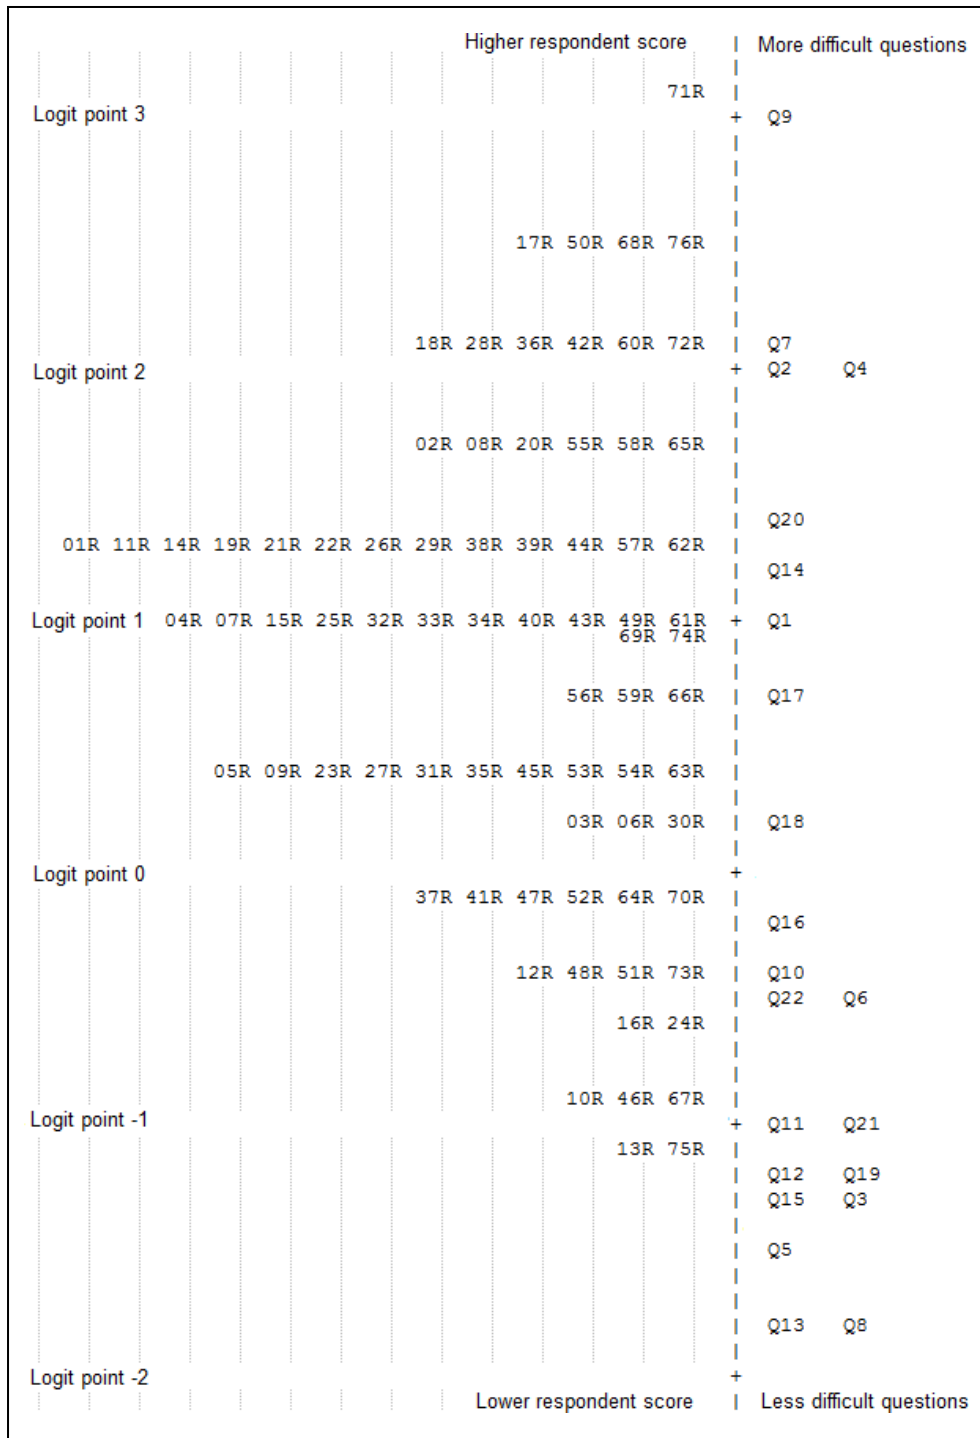 Higher respondent score | More difficult questions
71R |
Logit point 3 + Q9
17R 50R 68R 76R |
18R 28R 36R 42R 60R 72R | Q7
Logit point 2 + Q2 Q4
02R 08R 20R 55R 58R 65R |
| Q20
01R 11R 14R 19R 21R 22R 26R 29R 38R 39R 44R 57R 62R |
| Q14
Logit point 1 04R 07R 15R 25R 32R 33R 34R 40R 43R 49R 61R + Q1
69R 74R
56R 59R 66R | Q17
05R 09R 23R 27R 31R 35R 45R 53R 54R 63R |
03R 06R 30R | Q18
Logit point 0 +
37R 41R 47R 52R 64R 70R |
| Q16
12R 48R 51R 73R | Q10
| Q22 Q6
16R 24R |
10R 46R 67R |
Logit point -1 + Q11 Q21
13R 75R |
| Q12 Q19
| Q15 Q3
| Q5
| Q13 Q8
Logit point -2 +
Lower respondent score | Less difficult questions